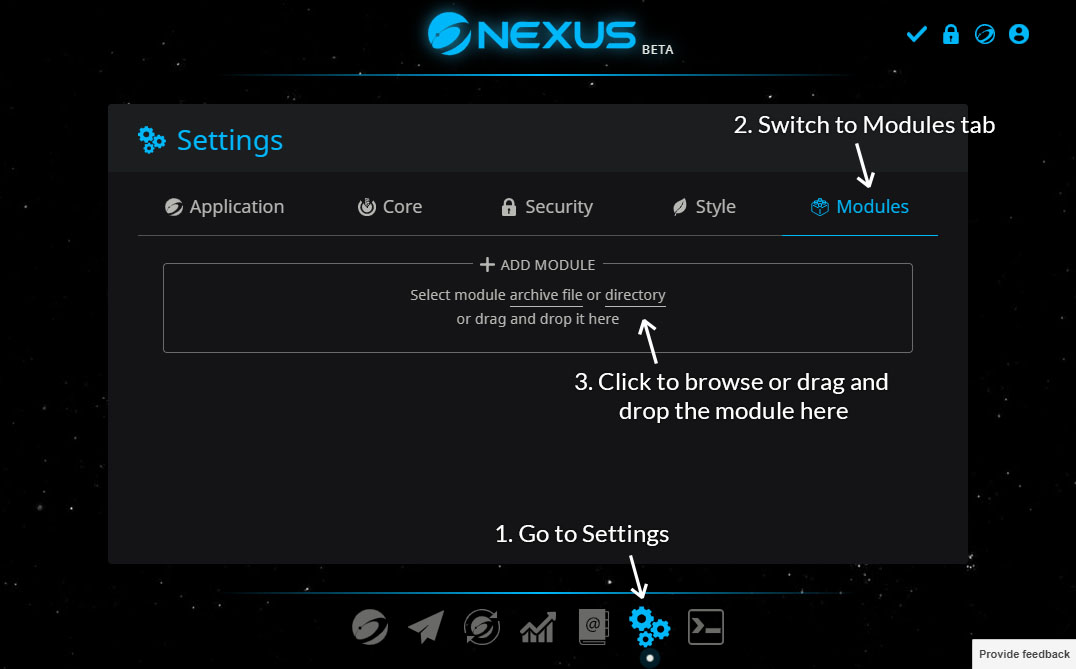 NEXUS BETA
2. Switch to Modules tab
Settings
Application Core Security Style Modules
ADD MODULE
Select module archive file or directory
or drag and drop it here
3. Click to browse or drag and
drop the module here
1. Go to Settings
Provide feedback